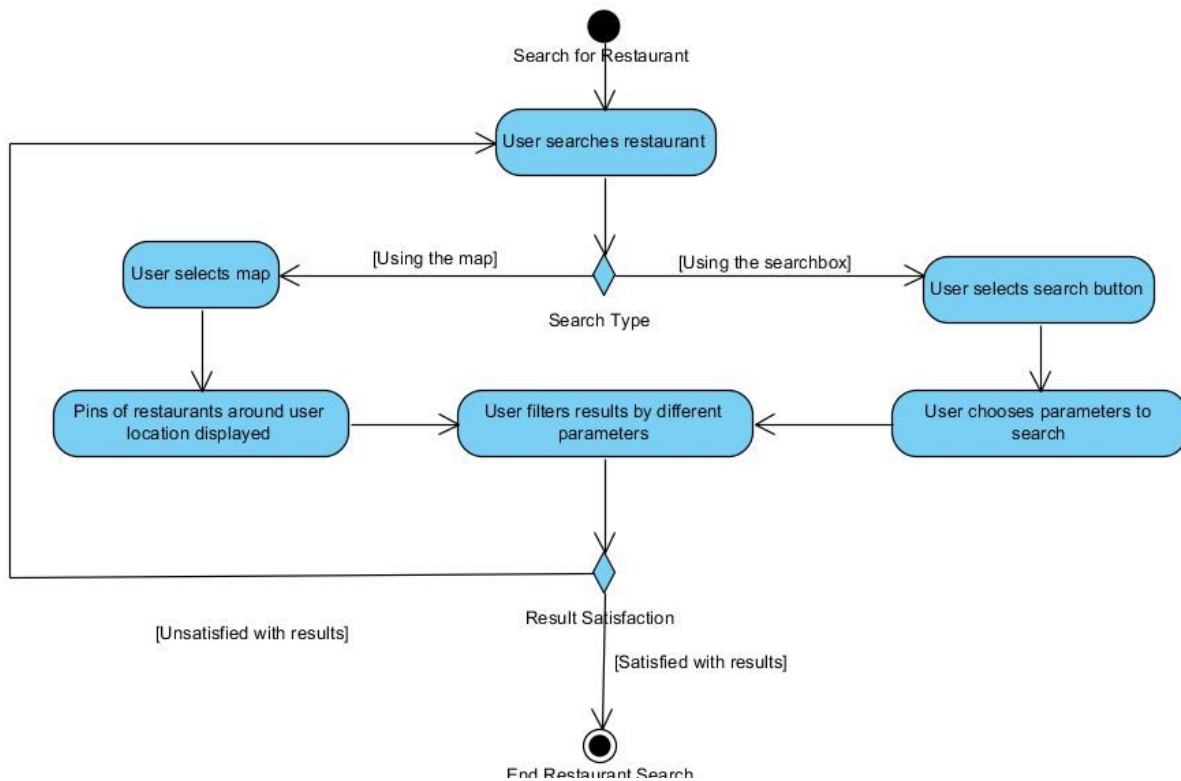 Search for Restaurant
User searches restaurant
[Using the map]
[Using the searchbox]
User selects map
User selects search button
Search Type
Pins of restaurants around user
location displayed
User filters results by different
parameters
User chooses parameters to
search
Result Satisfaction
[Unsatisfied with results]
[Satisfied with results]
End Restaurant Search